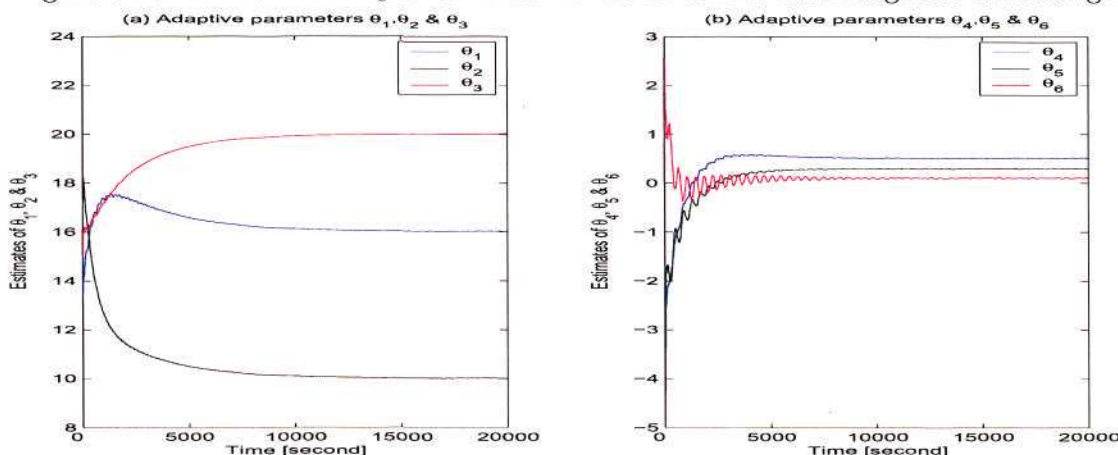 (a) Adaptive parameters θ₁,θ₂ & θ₃
24
22
20
18
16
14
12
10
8
Estimates of θ₁, θ₂ & θ₃
θ₁
θ₂
θ₃
0
5000
10000
15000
20000
Time [second]
(b) Adaptive parameters θ₄,θ₅ & θ₆
3
2
1
0
−1
−2
−3
−4
−5
Estimates of θ₄, θ₅ & θ₆
θ₄
θ₅
θ₆
0
5000
10000
15000
20000
Time [second]